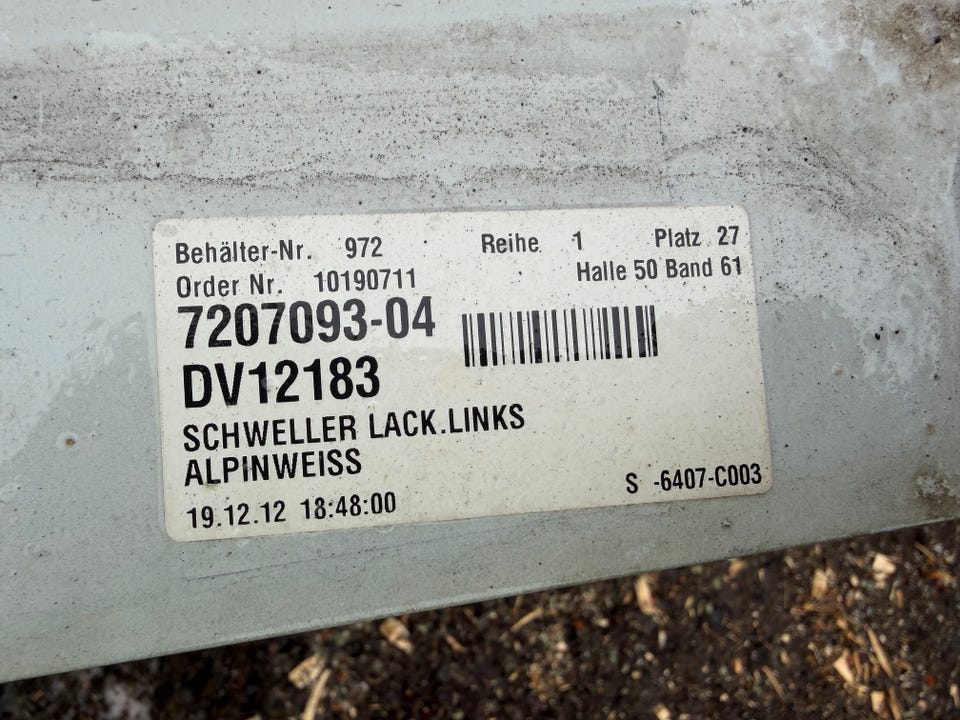 Behälter-Nr. 972 Reihe 1 Platz 27
Order Nr. 10190711 Halle 50 Band 61
7207093-04
DV12183
SCHWELLER LACK.LINKS
ALPINWEISS
19.12.12 18:48:00 S -6407-C003